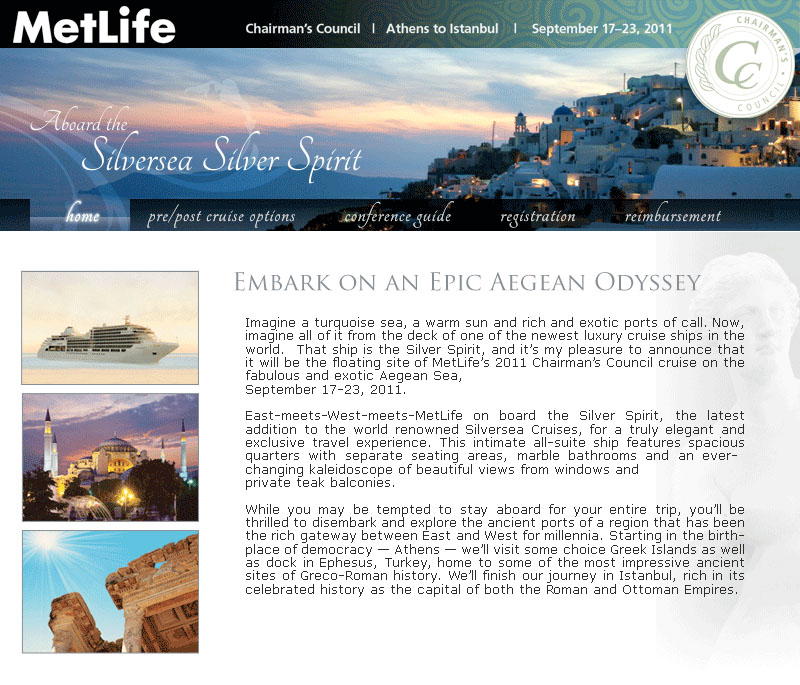 MetLife
Chairman's Council | Athens to Istanbul | September 17–23, 2011
CHAIRMAN'S COUNCIL
CC
Aboard the
Silversea Silver Spirit
home pre/post cruise options conference guide registration reimbursement
EMBARK ON AN EPIC AEGEAN ODYSSEY
Imagine a turquoise sea, a warm sun and rich and exotic ports of call. Now,
imagine all of it from the deck of one of the newest luxury cruise ships in the
world. That ship is the Silver Spirit, and it's my pleasure to announce that
it will be the floating site of MetLife's 2011 Chairman's Council cruise on the
fabulous and exotic Aegean Sea,
September 17-23, 2011.
East-meets-West-meets-MetLife on board the Silver Spirit, the latest
addition to the world renowned Silversea Cruises, for a truly elegant and
exclusive travel experience. This intimate all-suite ship features spacious
quarters with separate seating areas, marble bathrooms and an ever-
changing kaleidoscope of beautiful views from windows and
private teak balconies.
While you may be tempted to stay aboard for your entire trip, you'll be
thrilled to disembark and explore the ancient ports of a region that has been
the rich gateway between East and West for millennia. Starting in the birth-
place of democracy — Athens — we'll visit some choice Greek Islands as well
as dock in Ephesus, Turkey, home to some of the most impressive ancient
sites of Greco-Roman history. We'll finish our journey in Istanbul, rich in its
celebrated history as the capital of both the Roman and Ottoman Empires.